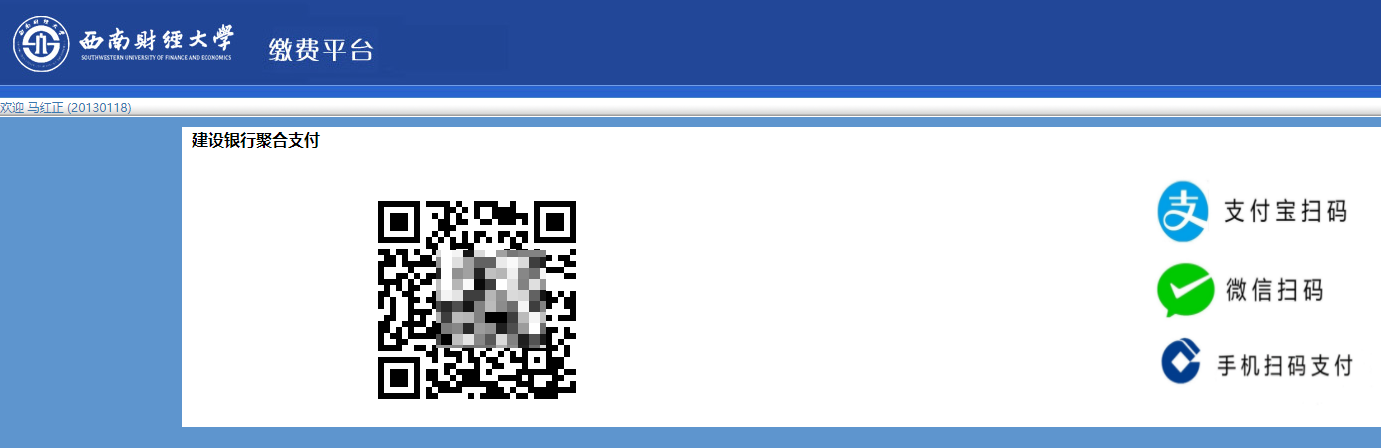 西南财经大学
SOUTHWESTERN UNIVERSITY OF FINANCE AND ECONOMICS
缴费平台
欢迎 马红正 (20130118)
建设银行聚合支付
支付宝扫码
微信扫码
手机扫码支付